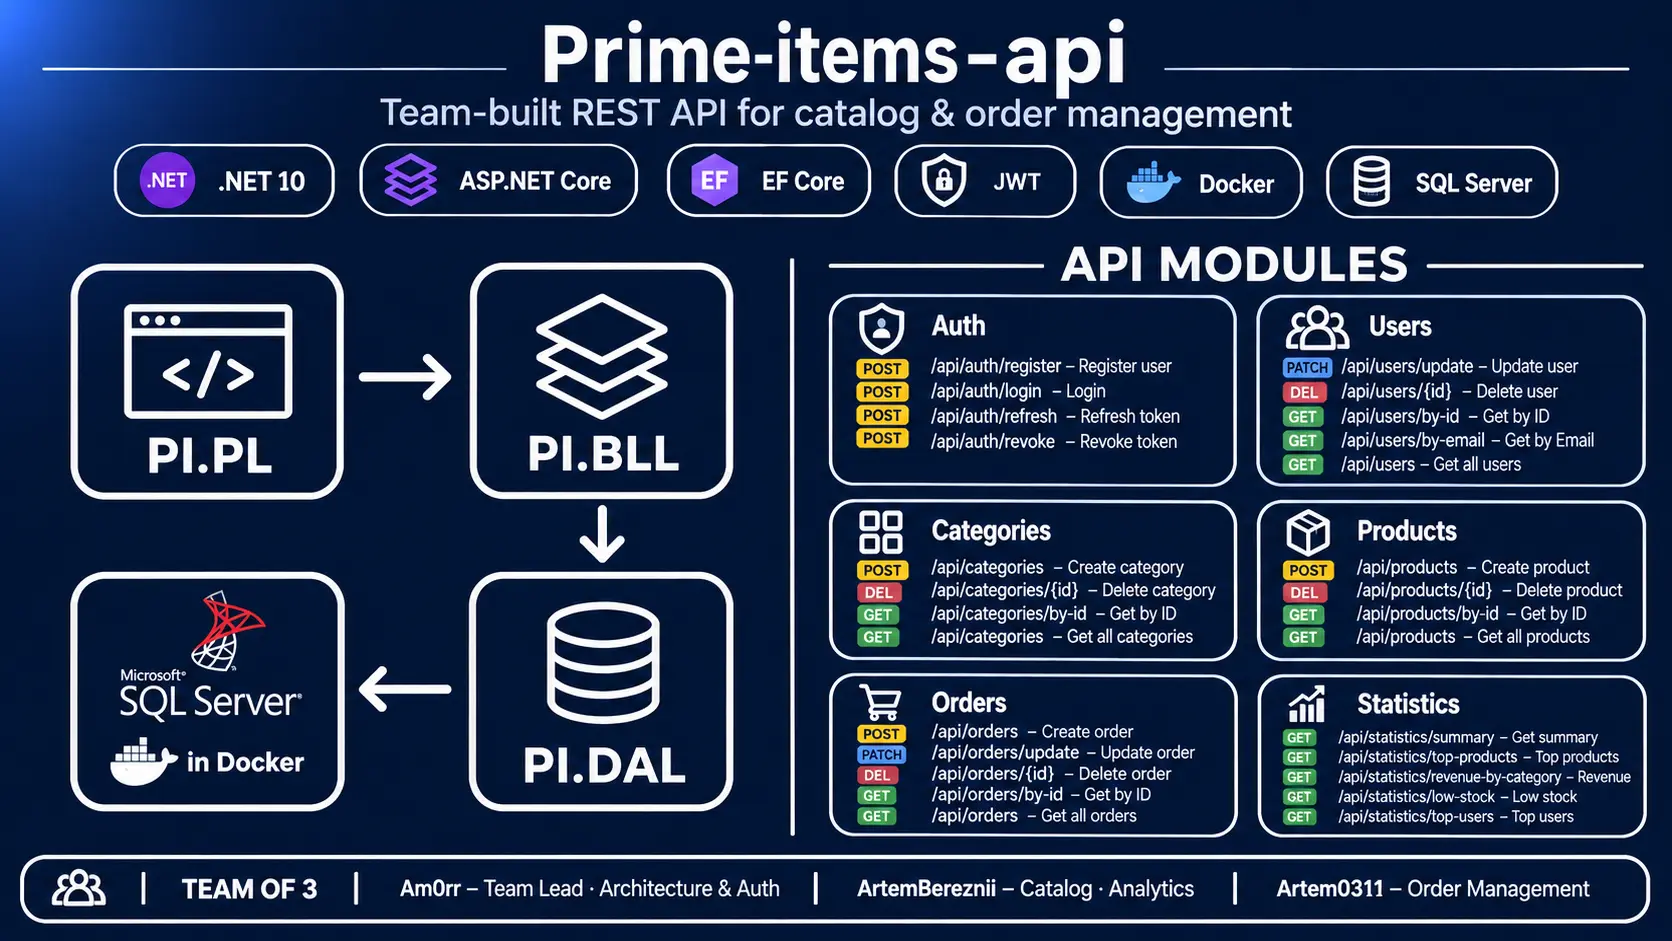 Prime-items-api
Team-built REST API for catalog & order management
.NET .NET 10
ASP.NET Core
EF EF Core
JWT
Docker
SQL Server
</> PI.PL
PI.BLL
PI.DAL
Microsoft®
SQL Server®
in Docker
API MODULES
Auth
POST /api/auth/register – Register user
POST /api/auth/login – Login
POST /api/auth/refresh – Refresh token
POST /api/auth/revoke – Revoke token
Users
PATCH /api/users/update – Update user
DEL /api/users/{id} – Delete user
GET /api/users/by-id – Get by ID
GET /api/users/by-email – Get by Email
GET /api/users – Get all users
Categories
POST /api/categories – Create category
DEL /api/categories/{id} – Delete category
GET /api/categories/by-id – Get by ID
GET /api/categories – Get all categories
Products
POST /api/products – Create product
DEL /api/products/{id} – Delete product
GET /api/products/by-id – Get by ID
GET /api/products – Get all products
Orders
POST /api/orders – Create order
PATCH /api/orders/update – Update order
DEL /api/orders/{id} – Delete order
GET /api/orders/by-id – Get by ID
GET /api/orders – Get all orders
Statistics
GET /api/statistics/summary – Get summary
GET /api/statistics/top-products – Top products
GET /api/statistics/revenue-by-category – Revenue
GET /api/statistics/low-stock – Low stock
GET /api/statistics/top-users – Top users
TEAM OF 3
Am0rr – Team Lead · Architecture & Auth
ArtemBereznii – Catalog · Analytics
Artem0311 – Order Management